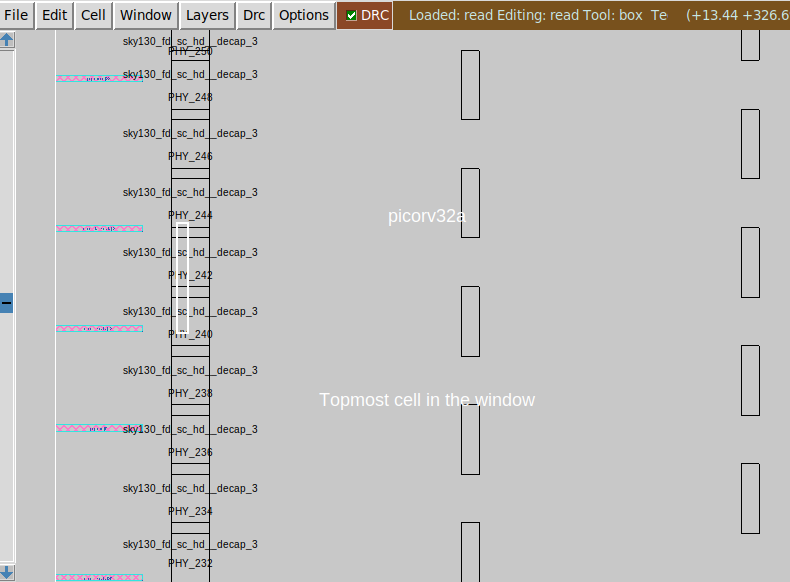 File Edit Cell Window Layers Drc Options DRC Loaded: read Editing: read Tool: box Te (+13.44 +326.6
sky130_fd_sc_hd__decap_3
PHY_250
sky130_fd_sc_hd__decap_3
PHY_248
sky130_fd_sc_hd__decap_3
PHY_246
sky130_fd_sc_hd__decap_3
PHY_244
picorv32a
sky130_fd_sc_hd__decap_3
PHY_242
sky130_fd_sc_hd__decap_3
PHY_240
sky130_fd_sc_hd__decap_3
PHY_238
Topmost cell in the window
sky130_fd_sc_hd__decap_3
PHY_236
sky130_fd_sc_hd__decap_3
PHY_234
sky130_fd_sc_hd__decap_3
PHY_232